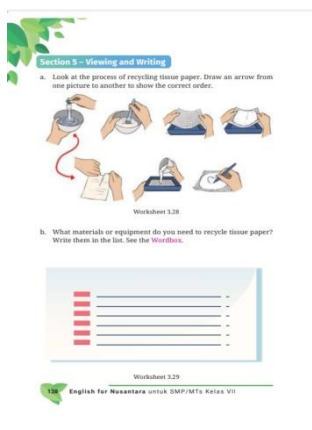 Section 5 – Viewing and Writing
a. Look at the process of recycling tissue paper. Draw an arrow from
one picture to another to show the correct order.
Worksheet 3.28
b. What materials or equipment do you need to recycle tissue paper?
Write them in the list. See the Wordbox.
Worksheet 3.29
138 English for Nusantara untuk SMP/MTs Kelas VII